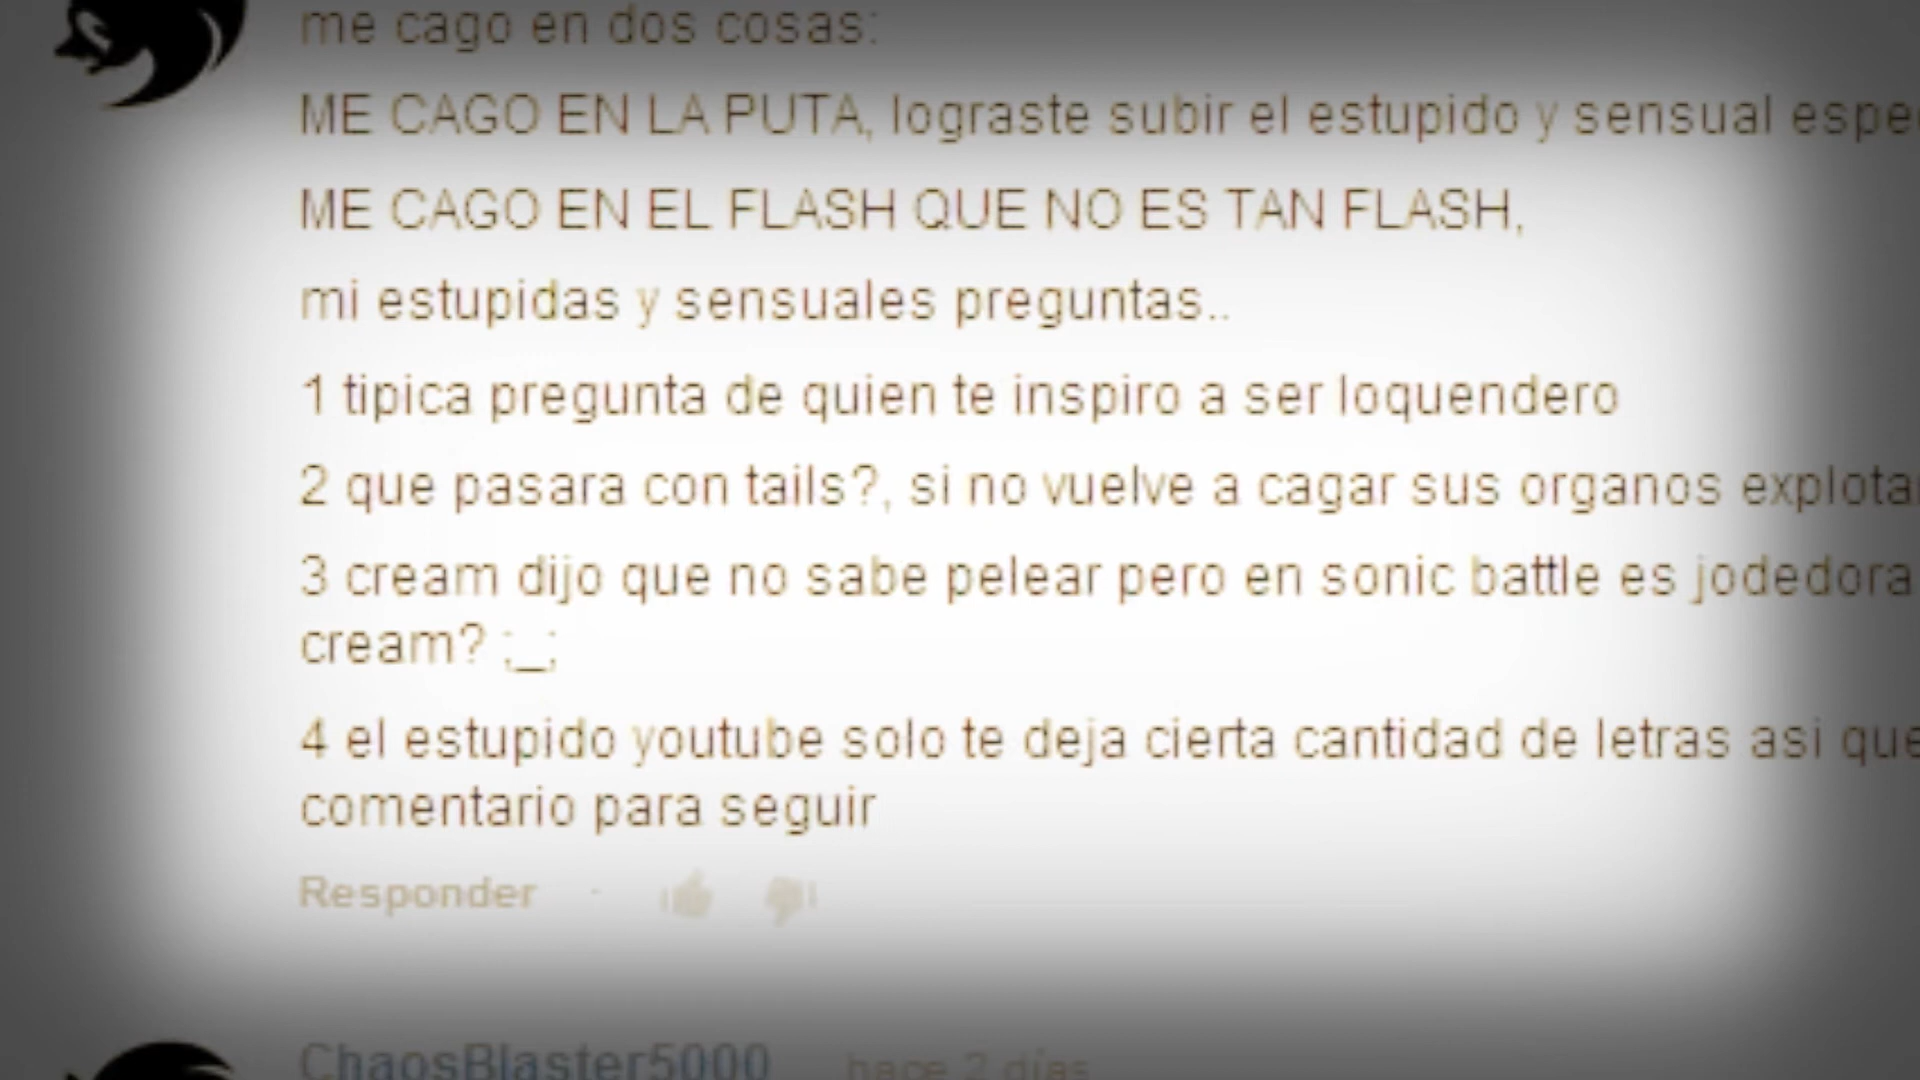 me cago en dos cosas:
ME CAGO EN LA PUTA, lograste subir el estupido y sensual espe
ME CAGO EN EL FLASH QUE NO ES TAN FLASH,
mi estupidas y sensuales preguntas..
1 tipica pregunta de quien te inspiro a ser loquendero
2 que pasara con tails?, si no vuelve a cagar sus organos explota
3 cream dijo que no sabe pelear pero en sonic battle es jodedora
cream? ;_;
4 el estupido youtube solo te deja cierta cantidad de letras asi que
comentario para seguir
Responder ·
ChaosBlaster5000 hace 2 días